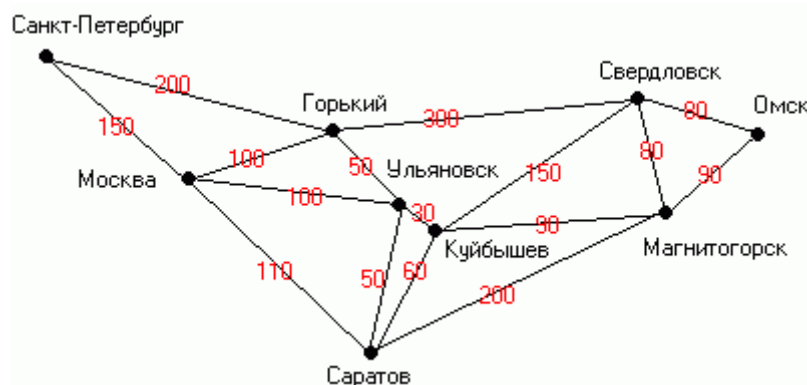 Санкт-Петербург
200
150
Горький
300
Свердловск
80
Омск
100
50
Ульяновск
80
90
Москва
100
30
150
Куйбышев
90
Магнитогорск
110
50
60
200
Саратов